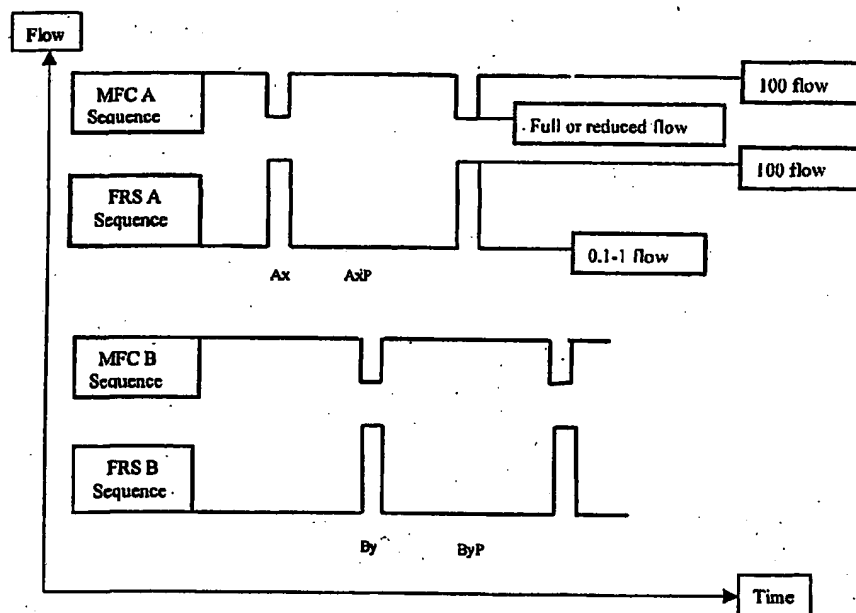 Flow
MFC A
Sequence
100 flow
Full or reduced flow
100 flow
FRS A
Sequence
0.1-1 flow
Ax
AxP
MFC B
Sequence
FRS B
Sequence
By
ByP
Time